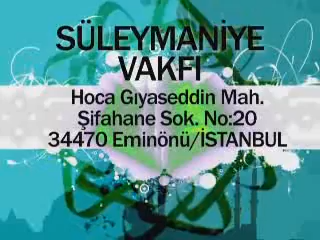 SÜLEYMANİYE
VAKFI
Hoca Gıyaseddin Mah.
Şifahane Sok. No:20
34470 Eminönü/İSTANBUL